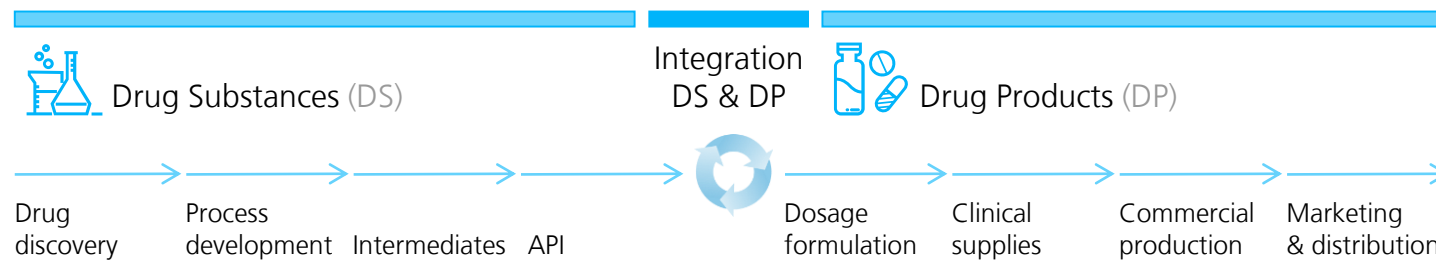 Drug Substances (DS)
Integration
DS & DP
Drug Products (DP)
Drug
discovery
Process
development
Intermediates
API
Dosage
formulation
Clinical
supplies
Commercial
production
Marketing
& distribution